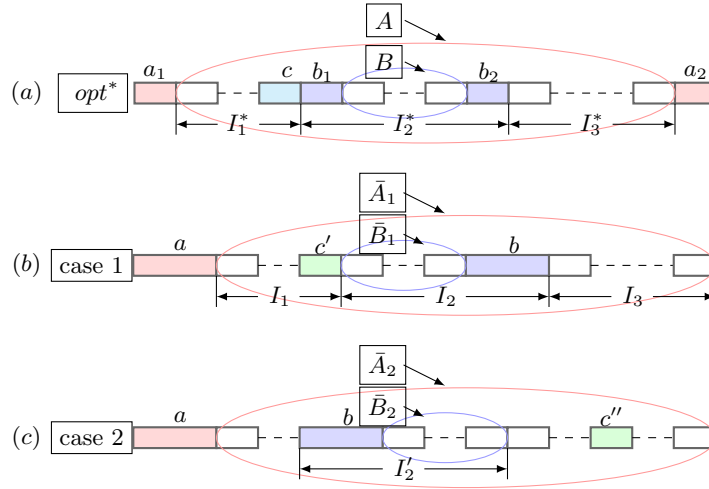 A
B
(a) opt* a₁ c b₁ b₂ a₂
I₁* I₂* I₃*
Ā₁
B̄₁
(b) case 1 a c′ b
I₁ I₂ I₃
Ā₂
B̄₂
(c) case 2 a b c′′
I₂′